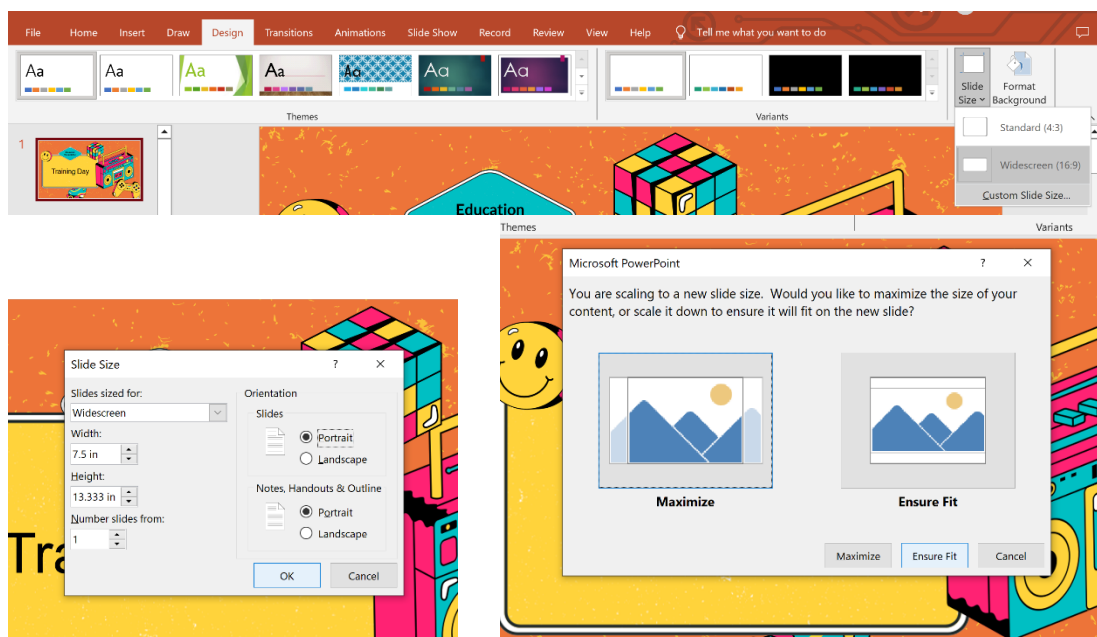 File Home Insert Draw Design Transitions Animations Slide Show Record Review View Help Tell me what you want to do
Aa Aa Aa Aa Aa Aa Aa
Slide Size
Format Background
Themes
Variants
Standard (4:3)
Widescreen (16:9)
Custom Slide Size...
1
Training Day
Education
Themes
Variants
Microsoft PowerPoint ? ×
You are scaling to a new slide size. Would you like to maximize the size of your
content, or scale it down to ensure it will fit on the new slide?
Maximize
Ensure Fit
Maximize Ensure Fit Cancel
Slide Size ? ×
Slides sized for:
Widescreen
Width:
7.5 in
Height:
13.333 in
Number slides from:
1
Orientation
Slides
Portrait
Landscape
Notes, Handouts & Outline
Portrait
Landscape
OK Cancel
Tra